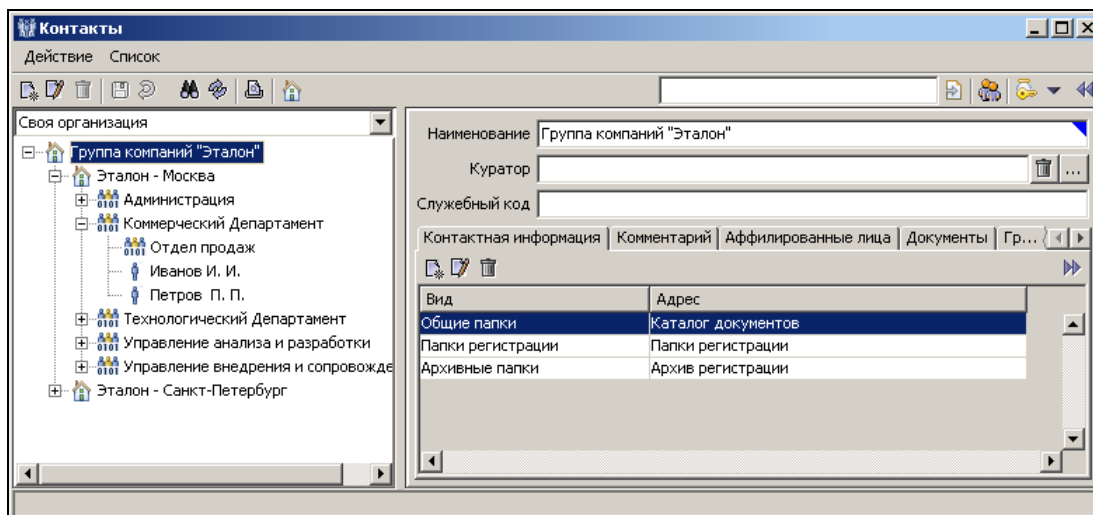 Контакты
Действие Список
Своя организация
Группа компаний "Эталон"
Эталон - Москва
Администрация
Коммерческий Департамент
Отдел продаж
Иванов И. И.
Петров П. П.
Технологический Департамент
Управление анализа и разработки
Управление внедрения и сопровожде
Эталон - Санкт-Петербург
Наименование Группа компаний "Эталон"
Куратор ...
Служебный код
Контактная информация Комментарий Аффилированные лица Документы Гр...
Вид Адрес
Общие папки Каталог документов
Папки регистрации Папки регистрации
Архивные папки Архив регистрации